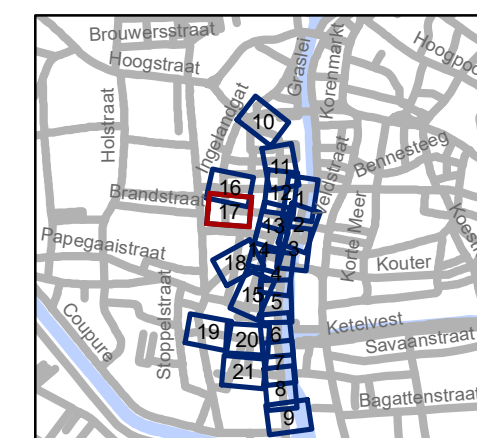 Brouwersstraat
Hoogstraat
Graslei
Korenmarkt
Holstraat
Ingelandgat
10
Bennesteeg
11
16
12
1
Veldstraat
Brandstraat
17
13
2
Korte Meer
Papegaaistraat
14
3
18
4
Kouter
15
5
Coupure
Stoppelstraat
19
20
6
Ketelvest
Savaanstraat
21
7
8
Bagattenstraat
9